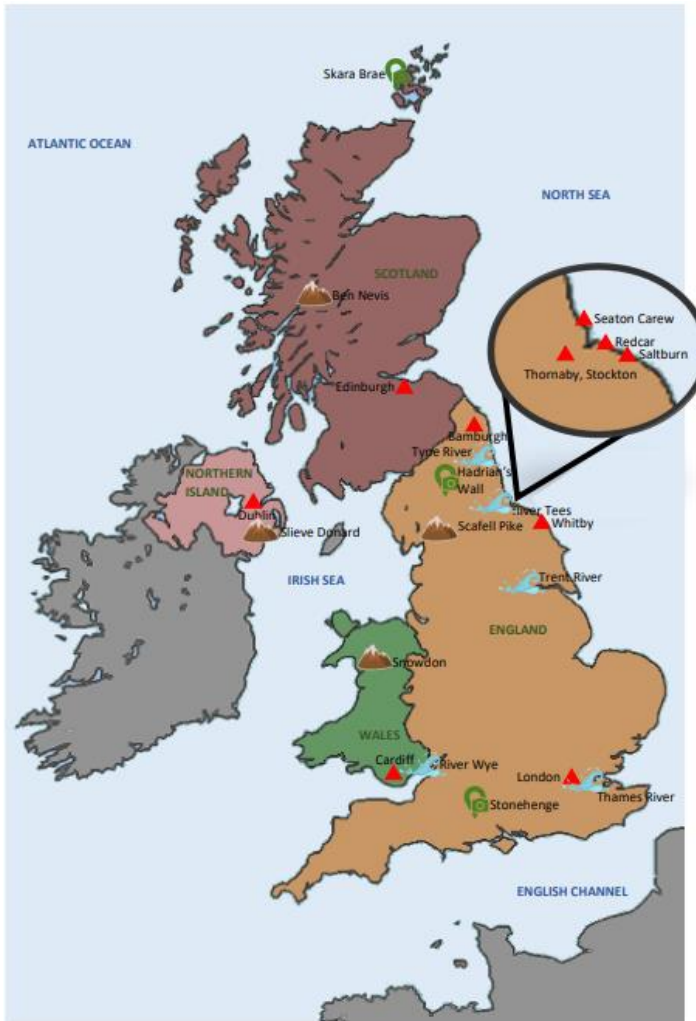 Skara Brae
ATLANTIC OCEAN
NORTH SEA
SCOTLAND
Ben Nevis
Seaton Carew
Redcar
Saltburn
Thornaby, Stockton
Edinburgh
Bamburgh
Tyne River
NORTHERN
ISLAND
Hadrian's
Wall
Dublin
River Tees
Slieve Donard
Scafell Pike
Whitby
IRISH SEA
Trent River
ENGLAND
Snowdon
WALES
Cardiff
River Wye
London
Thames River
Stonehenge
ENGLISH CHANNEL